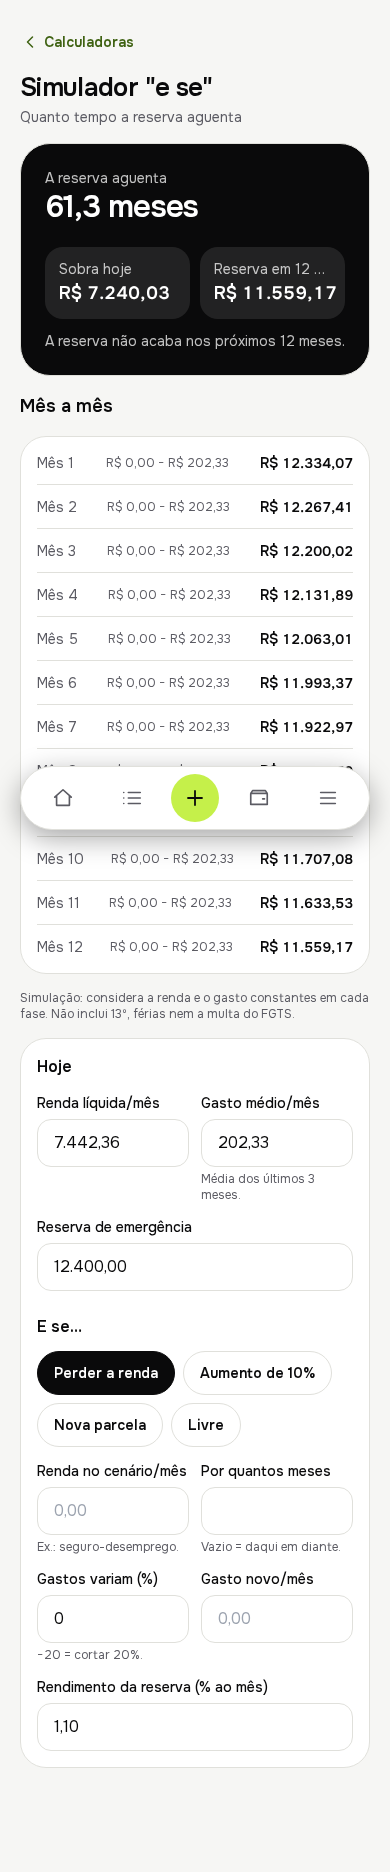 Calculadoras
Simulador "e se"
Quanto tempo a reserva aguenta
A reserva aguenta
61,3 meses
Sobra hoje
R$ 7.240,03
Reserva em 12 ...
R$ 11.559,17
A reserva não acaba nos próximos 12 meses.
Mês a mês
Mês 1 R$ 0,00 − R$ 202,33 R$ 12.334,07
Mês 2 R$ 0,00 − R$ 202,33 R$ 12.267,41
Mês 3 R$ 0,00 − R$ 202,33 R$ 12.200,02
Mês 4 R$ 0,00 − R$ 202,33 R$ 12.131,89
Mês 5 R$ 0,00 − R$ 202,33 R$ 12.063,01
Mês 6 R$ 0,00 − R$ 202,33 R$ 11.993,37
Mês 7 R$ 0,00 − R$ 202,33 R$ 11.922,97
Mês 10 R$ 0,00 − R$ 202,33 R$ 11.707,08
Mês 11 R$ 0,00 − R$ 202,33 R$ 11.633,53
Mês 12 R$ 0,00 − R$ 202,33 R$ 11.559,17
Simulação: considera a renda e o gasto constantes em cada
fase. Não inclui 13º, férias nem a multa do FGTS.
Hoje
Renda líquida/mês
7.442,36
Gasto médio/mês
202,33
Média dos últimos 3
meses.
Reserva de emergência
12.400,00
E se...
Perder a renda
Aumento de 10%
Nova parcela
Livre
Renda no cenário/mês
0,00
Ex.: seguro-desemprego.
Por quantos meses
Vazio = daqui em diante.
Gastos variam (%)
0
−20 = cortar 20%.
Gasto novo/mês
0,00
Rendimento da reserva (% ao mês)
1,10